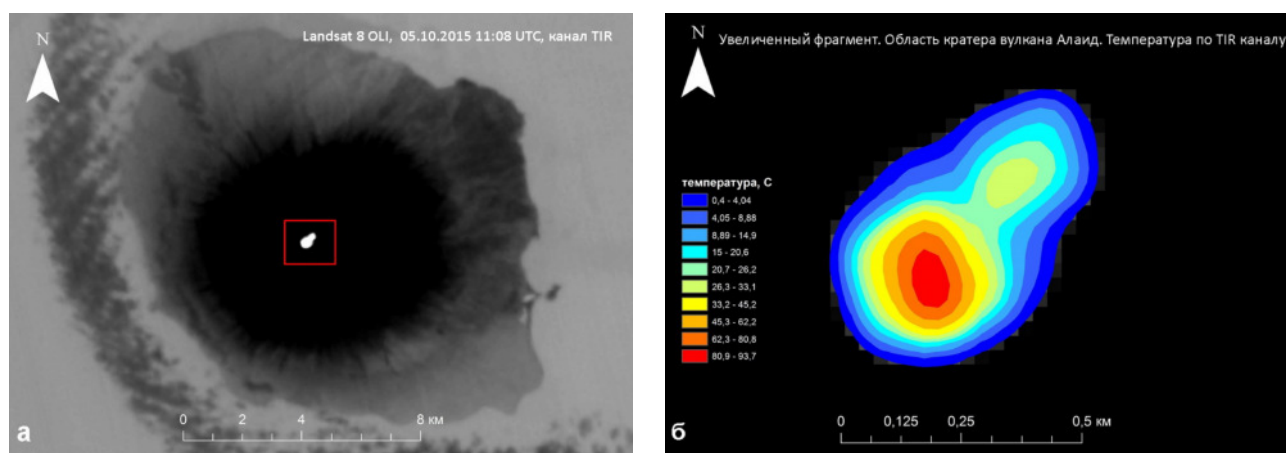 N
Landsat 8 OLI, 05.10.2015 11:08 UTC, канал TIR
0 2 4 8 км
а
N
Увеличенный фрагмент. Область кратера вулкана Алаид. Температура по TIR каналу
температура, С
0,4 - 4,04
4,05 - 8,88
8,89 - 14,9
15 - 20,6
20,7 - 26,2
26,3 - 33,1
33,2 - 45,2
45,3 - 62,2
62,3 - 80,8
80,9 - 93,7
0 0,125 0,25 0,5 км
б